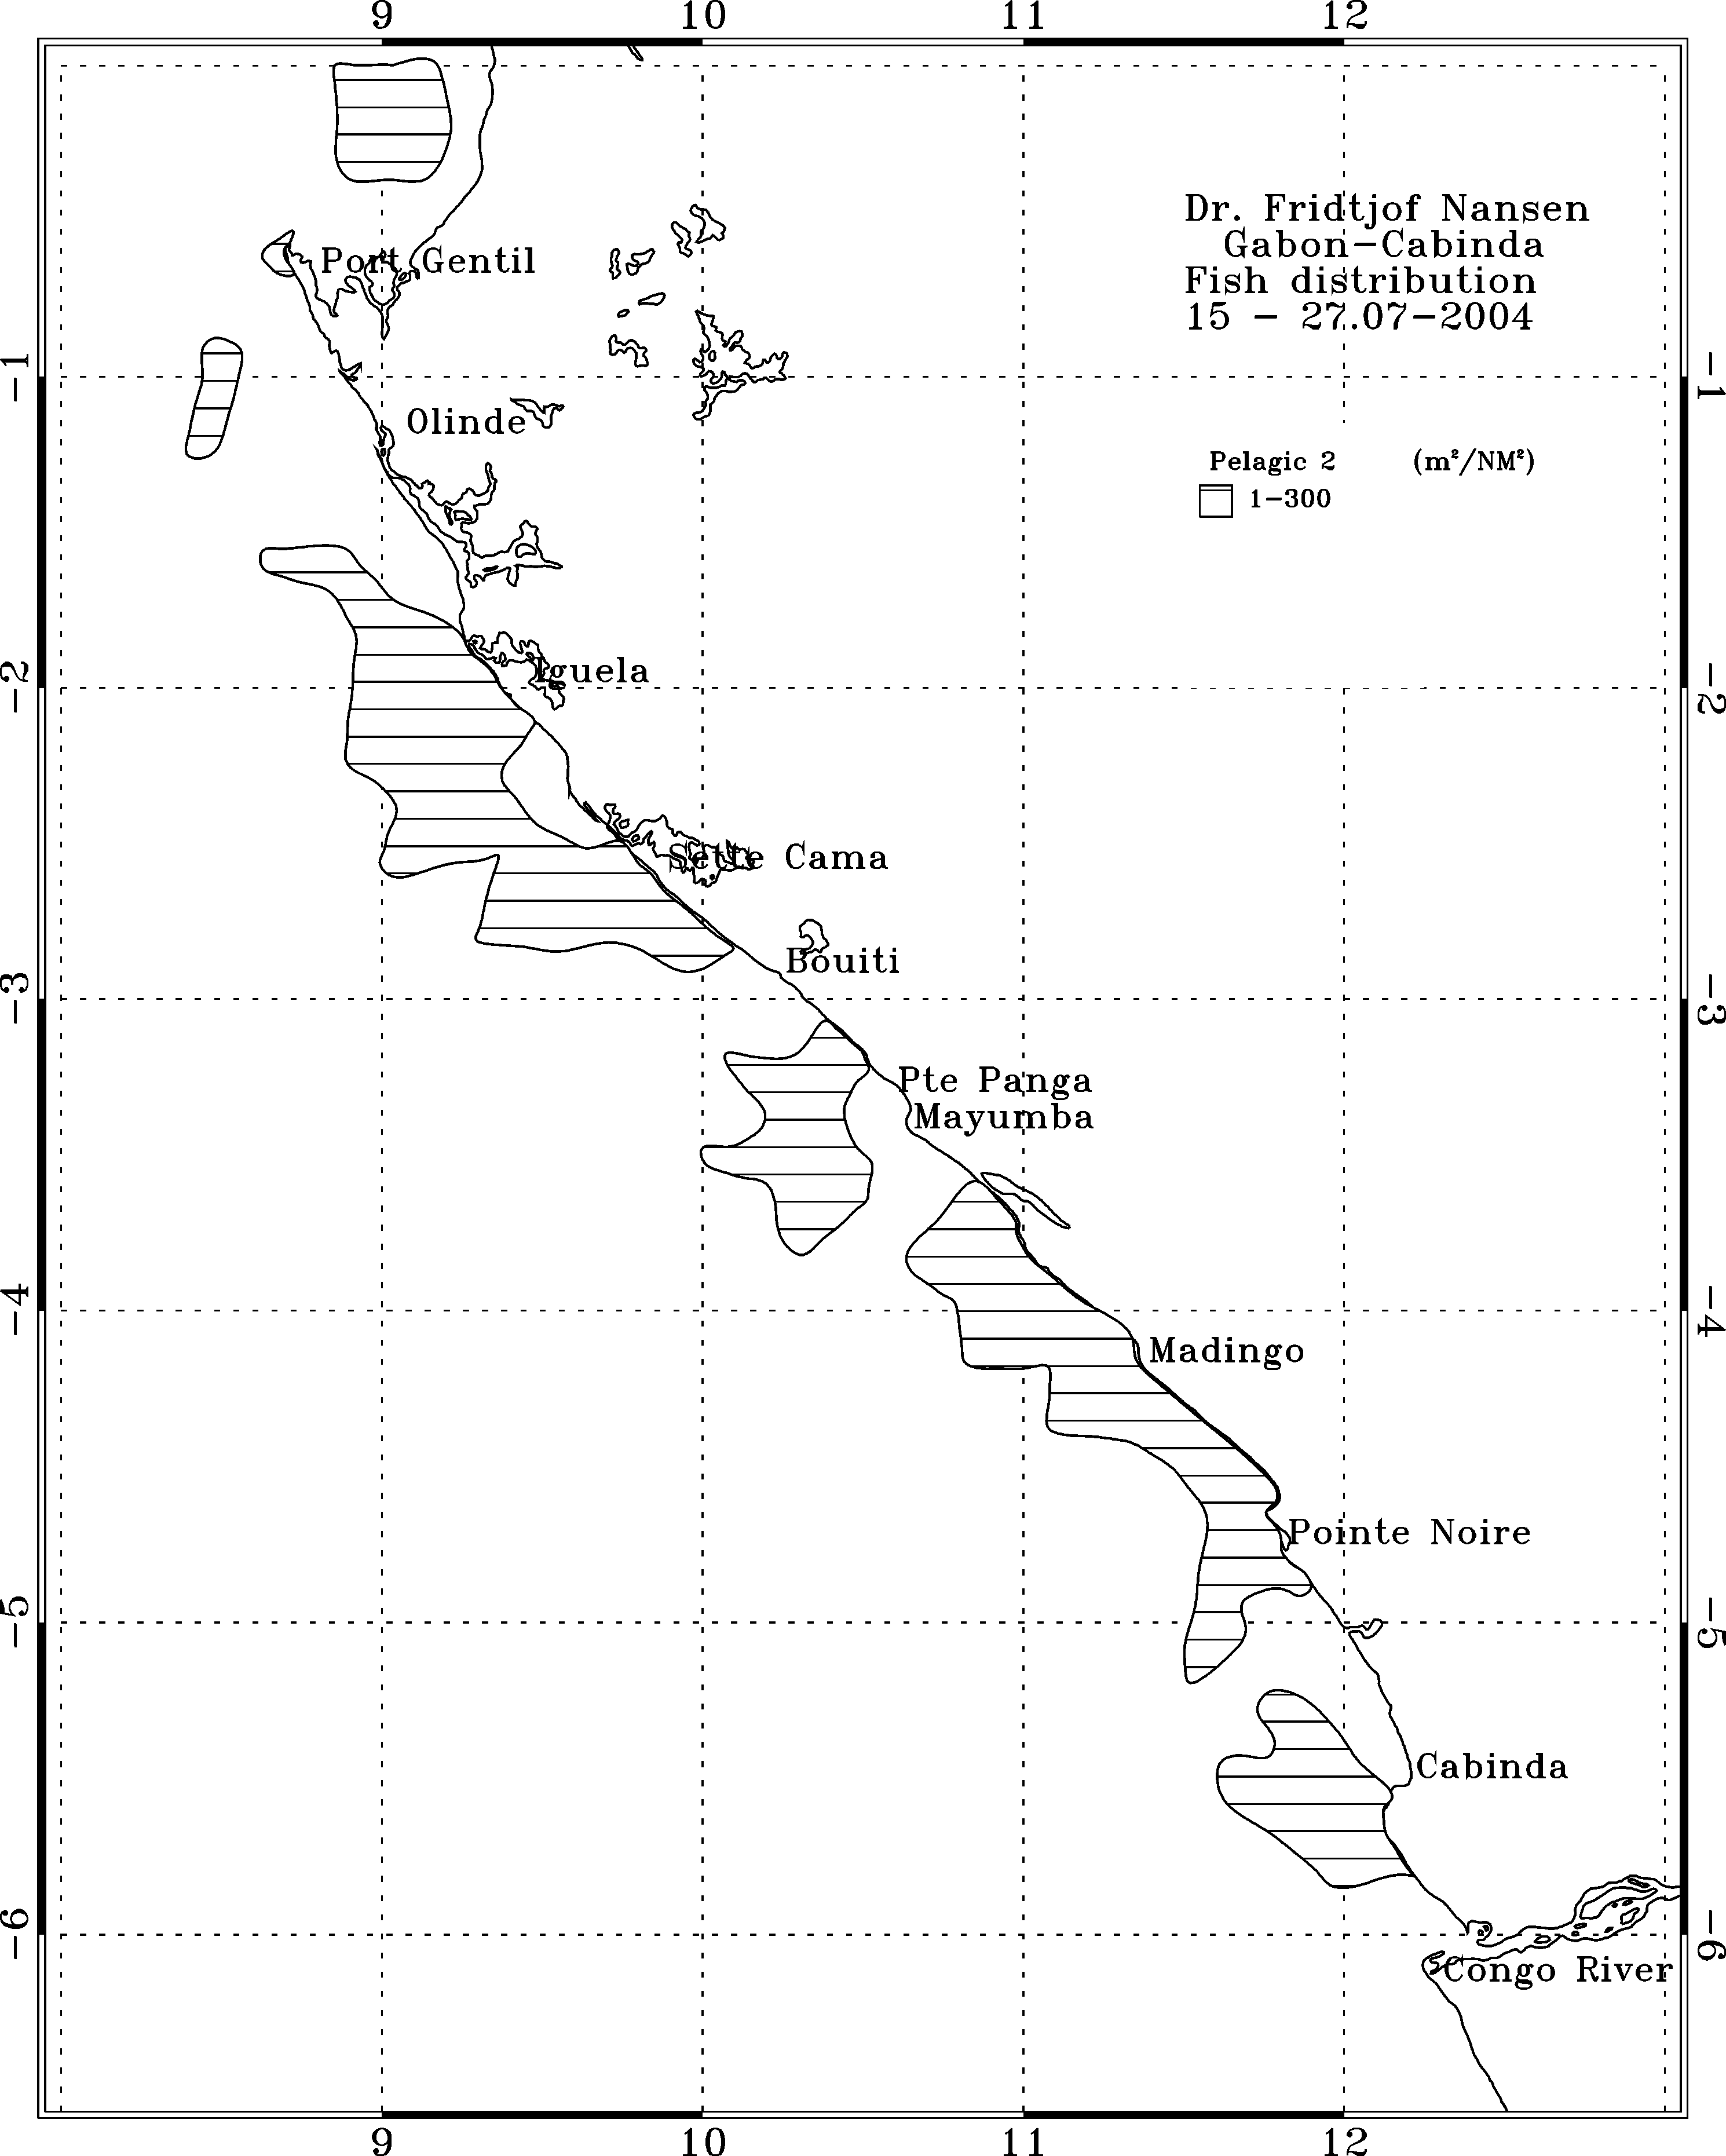 9 10 11 12
Dr. Fridtjof Nansen
Gabon-Cabinda
Fish distribution
15 - 27.07-2004
Port Gentil
-1 -1
Olinde
Pelagic 2 (m²/NM²)
1-300
Iguela
-2 -2
Sette Cama
Bouiti
-3 -3
Pte Panga
Mayumba
-4 -4
Madingo
Pointe Noire
-5 -5
Cabinda
-6 -6
Congo River
9 10 11 12